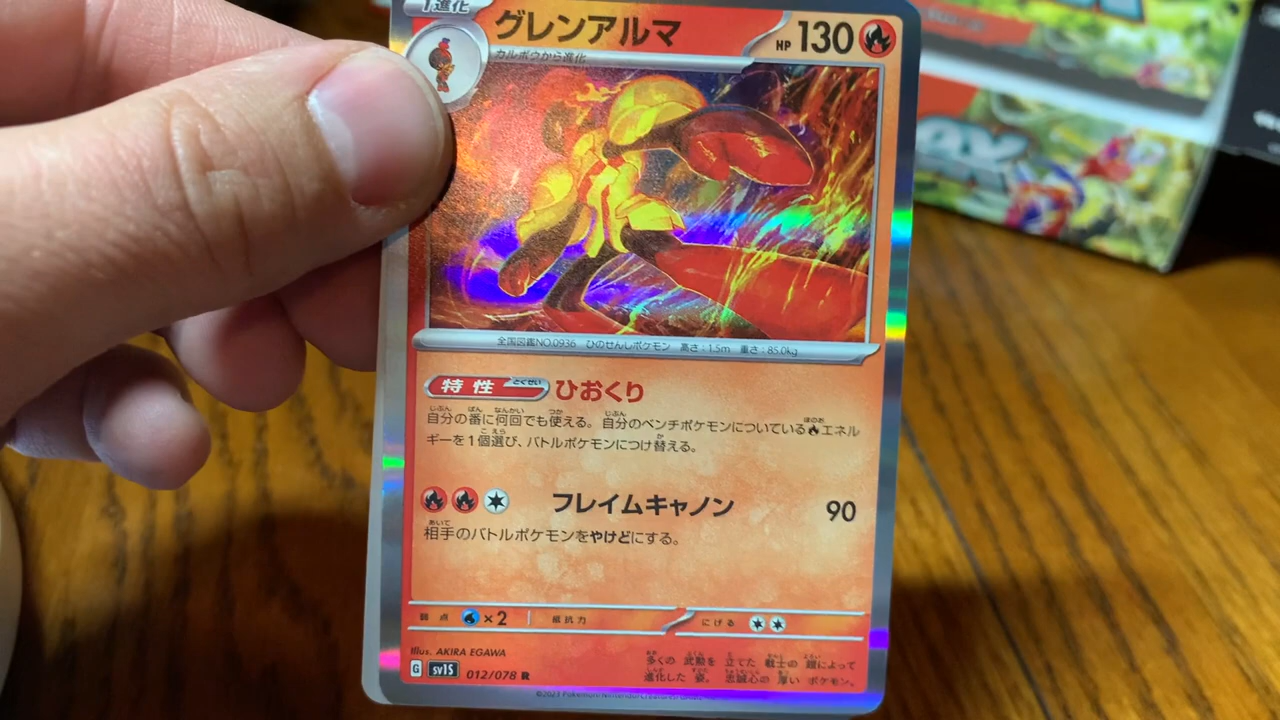 1進化
グレンアルマ
HP 130
カルボウから進化
全国図鑑NO.0936 ひのせんしポケモン 高さ:1.5m 重さ:85.0kg
特性 とくせい ひおくり
自分の番に何回でも使える。自分のベンチポケモンについているエネル
ギーを1個選び、バトルポケモンにつけ替える。
フレイムキャノン 90
相手のバトルポケモンをやけどにする。
弱点 ×2 抵抗力 にげる
Illus. AKIRA EGAWA
多くの 武勲を 立てた 戦士の 鎧によって
G sv1S 012/078 R 進化した 姿。 忠誠心の 厚い ポケモン。
©2023 Pokémon/Nintendo/Creatures/GAME